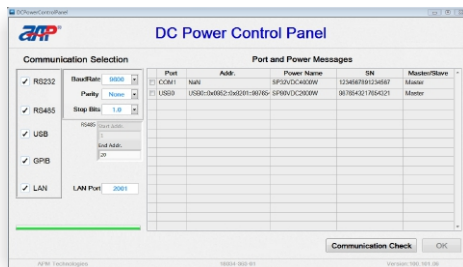 DCPowerControlPanel
DC Power Control Panel
Communication Selection
Port and Power Messages
RS232
RS485
USB
GPIB
LAN
BaudRate 9600
Parity None
Stop Bits 1.0
RS485 Start Addr.
1
End Addr.
20
LAN Port 2001
Port Addr. Power Name SN Master/Slave
COM1 NaN SP32VDC4000W 1234567891234567 Master
USB0 SP80VDC2000W 9876543217654321 Master
Communication Check OK
APM Technologies